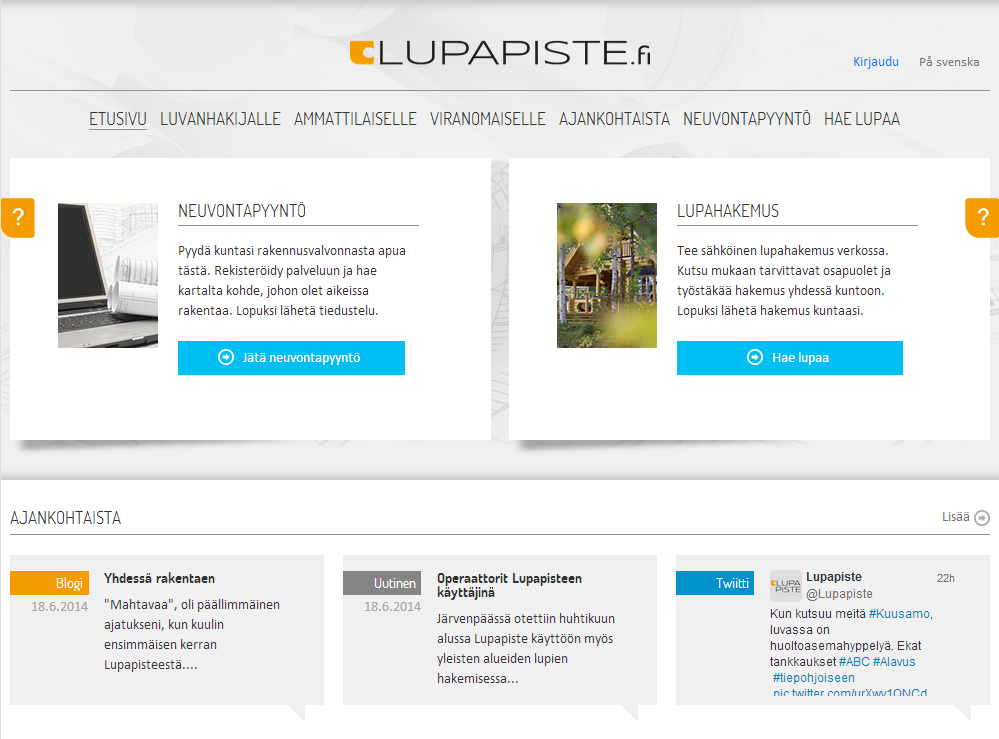 LUPAPISTE.fi
Kirjaudu På svenska
ETUSIVU LUVANHAKIJALLE AMMATTILAISELLE VIRANOMAISELLE AJANKOHTAISTA NEUVONTAPYYNTÖ HAE LUPAA
?
NEUVONTAPYYNTÖ
Pyydä kuntasi rakennusvalvonnasta apua
tästä. Rekisteröidy palveluun ja hae
kartalta kohde, johon olet aikeissa
rakentaa. Lopuksi lähetä tiedustelu.
Jätä neuvontapyyntö
LUPAHAKEMUS
Tee sähköinen lupahakemus verkossa.
Kutsu mukaan tarvittavat osapuolet ja
työstäkää hakemus yhdessä kuntoon.
Lopuksi lähetä hakemus kuntaasi.
Hae lupaa
?
AJANKOHTAISTA
Lisää
Blogi
18.6.2014
Yhdessä rakentaen
"Mahtavaa", oli päällimmäinen
ajatukseni, kun kuulin
ensimmäisen kerran
Lupapisteestä....
Uutinen
18.6.2014
Operaattorit Lupapisteen
käyttäjinä
Järvenpäässä otettiin huhtikuun
alussa Lupapiste käyttöön myös
yleisten alueiden lupien
hakemisessa...
Twiitti
LUPA
PISTE
Lupapiste 22h
@Lupapiste
Kun kutsuu meitä #Kuusamo,
luvassa on
huoltoasemahyppelyä. Ekat
tankkaukset #ABC #Alavus
#tiepohjoiseen